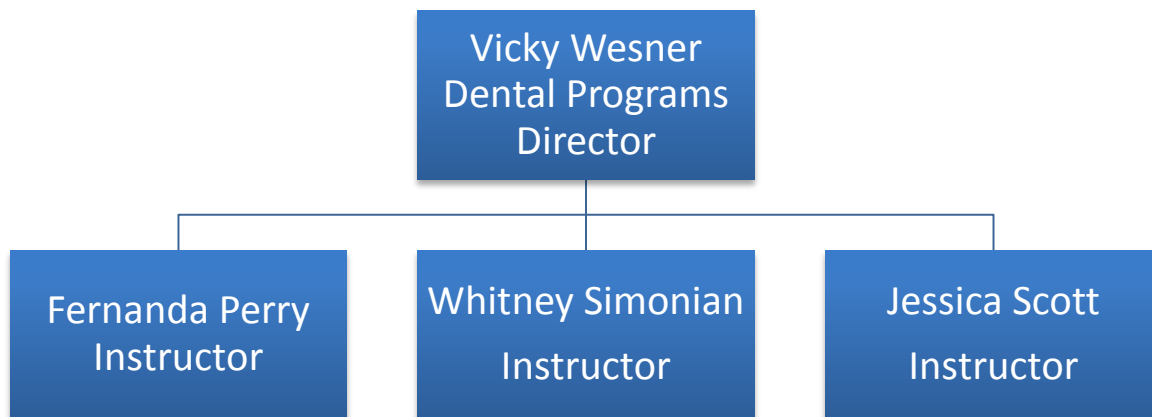 Vicky Wesner
Dental Programs
Director
Fernanda Perry
Instructor
Whitney Simonian
Instructor
Jessica Scott
Instructor